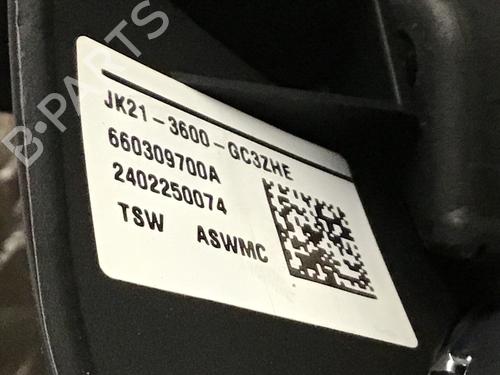 B-PARTS
JK21-3600-GC3ZHE
660309700A
2402250074
TSW ASWMC